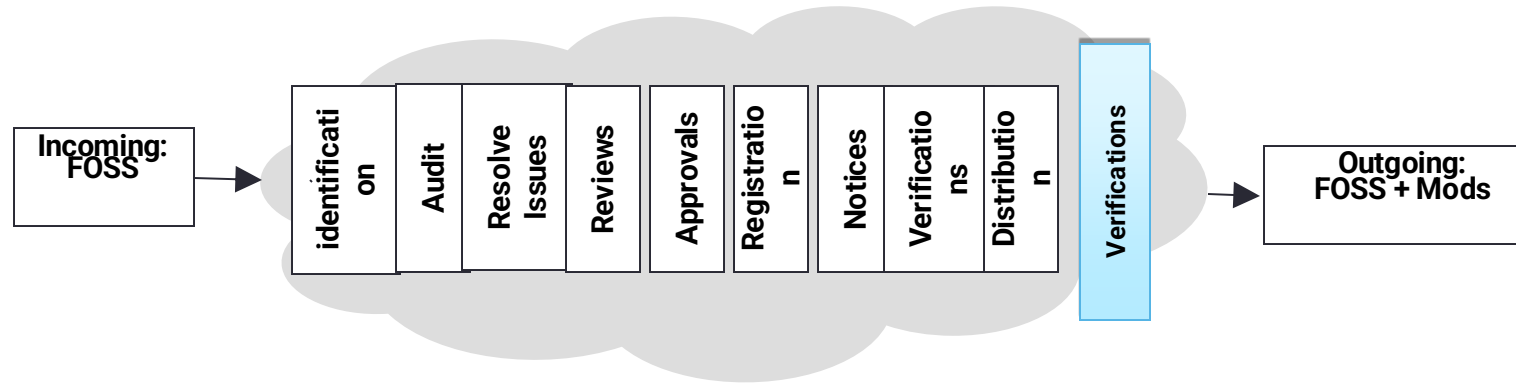 Incoming:
FOSS
identificati
on
Audit
Resolve
Issues
Reviews
Approvals
Registratio
n
Notices
Verificatio
ns
Distributio
n
Verifications
Outgoing:
FOSS + Mods